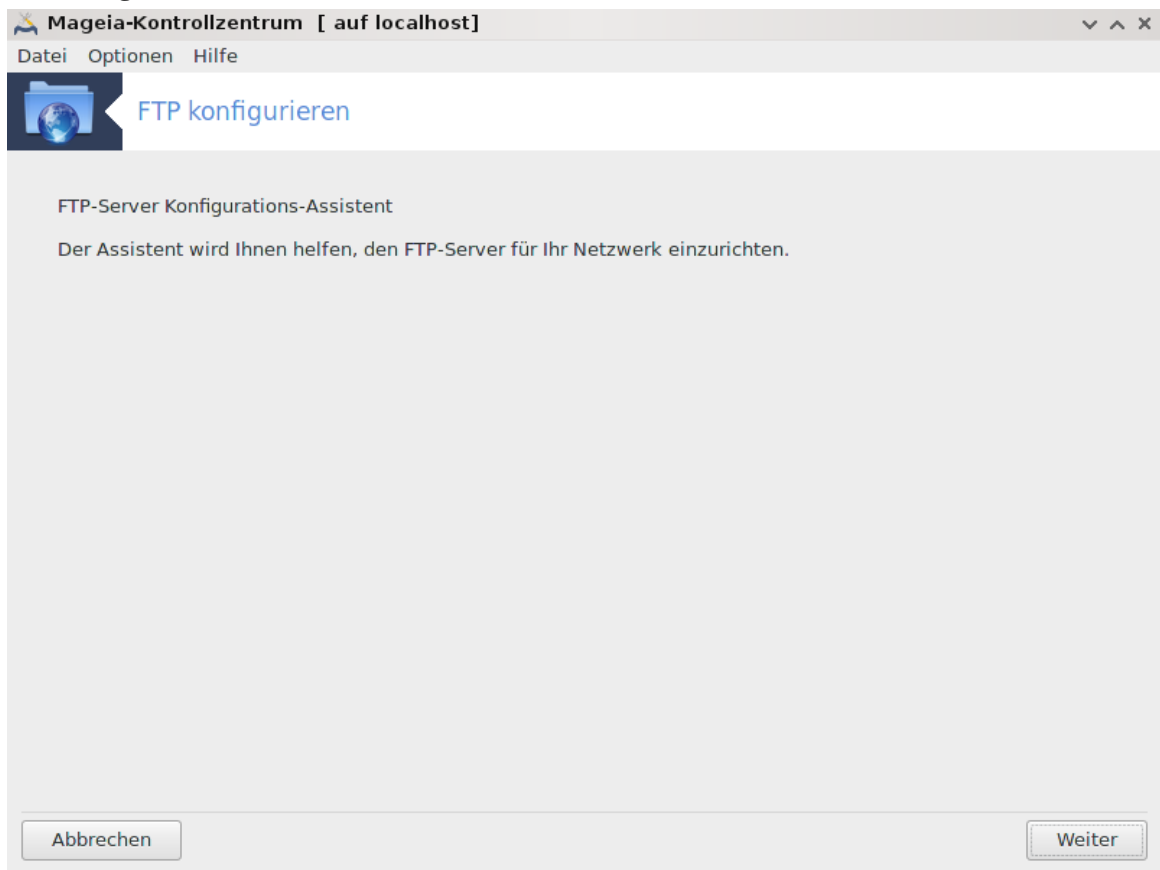 Mageia-Kontrollzentrum [ auf localhost]
Datei Optionen Hilfe
FTP konfigurieren
FTP-Server Konfigurations-Assistent
Der Assistent wird Ihnen helfen, den FTP-Server für Ihr Netzwerk einzurichten.
Abbrechen Weiter